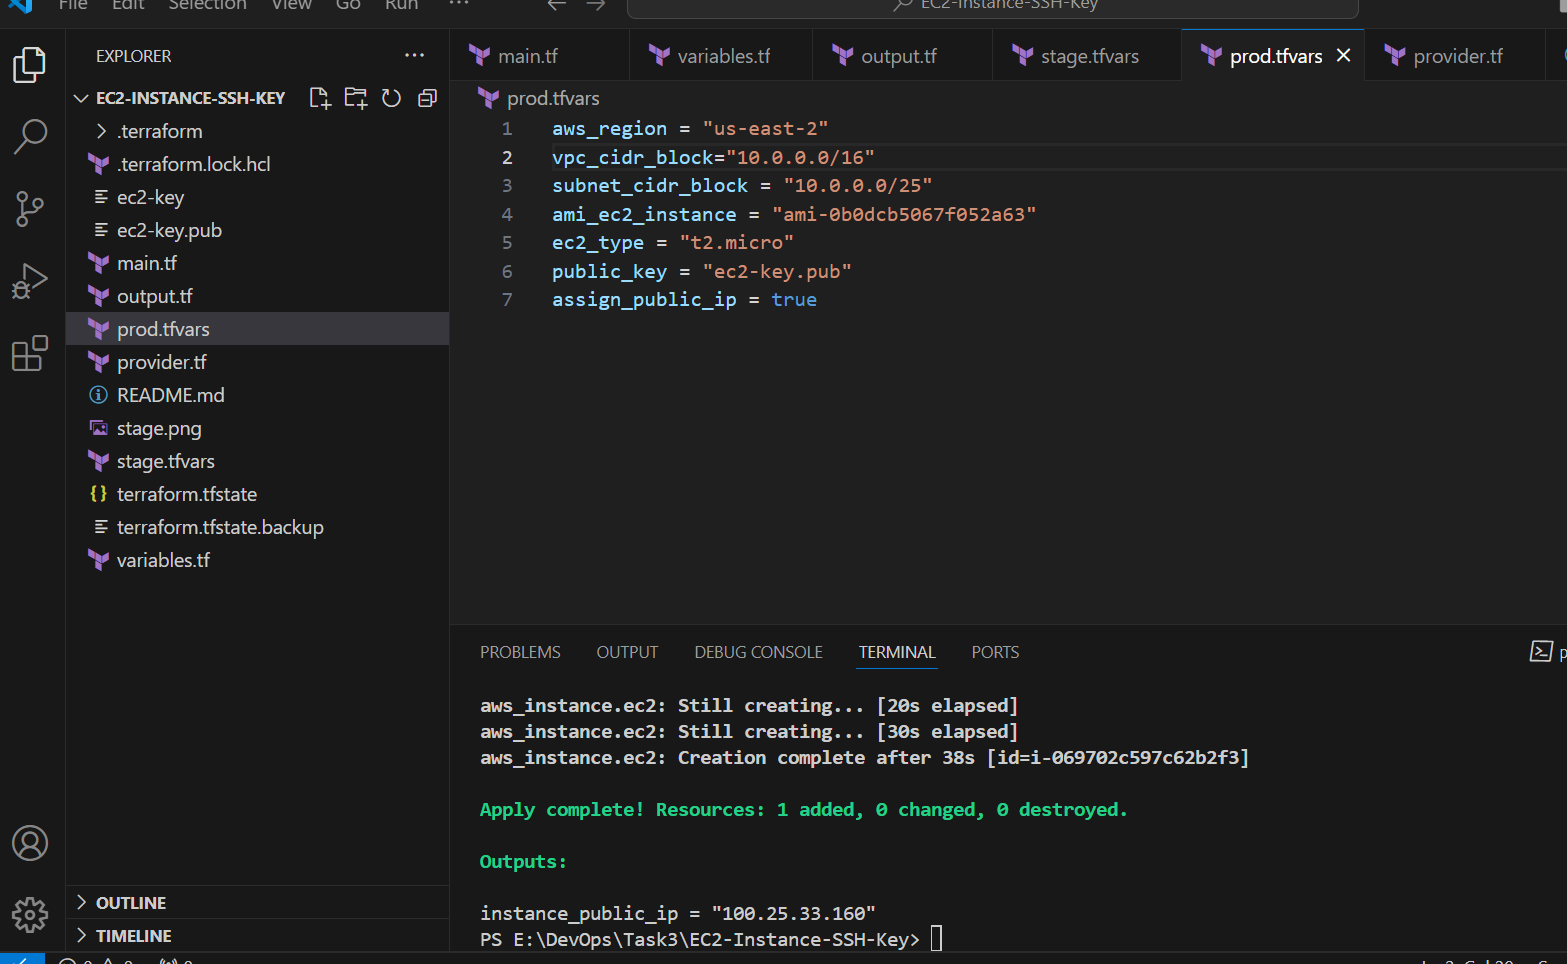 File Edit Selection View Go Run ···
EC2-Instance-SSH-Key
EXPLORER
EC2-INSTANCE-SSH-KEY
.terraform
.terraform.lock.hcl
ec2-key
ec2-key.pub
main.tf
output.tf
prod.tfvars
provider.tf
README.md
stage.png
stage.tfvars
terraform.tfstate
terraform.tfstate.backup
variables.tf
OUTLINE
TIMELINE
main.tf variables.tf output.tf stage.tfvars prod.tfvars provider.tf
prod.tfvars
1 aws_region = "us-east-2"
2 vpc_cidr_block="10.0.0.0/16"
3 subnet_cidr_block = "10.0.0.0/25"
4 ami_ec2_instance = "ami-0b0dcb5067f052a63"
5 ec2_type = "t2.micro"
6 public_key = "ec2-key.pub"
7 assign_public_ip = true
PROBLEMS OUTPUT DEBUG CONSOLE TERMINAL PORTS
aws_instance.ec2: Still creating... [20s elapsed]
aws_instance.ec2: Still creating... [30s elapsed]
aws_instance.ec2: Creation complete after 38s [id=i-069702c597c62b2f3]
Apply complete! Resources: 1 added, 0 changed, 0 destroyed.
Outputs:
instance_public_ip = "100.25.33.160"
PS E:\DevOps\Task3\EC2-Instance-SSH-Key>